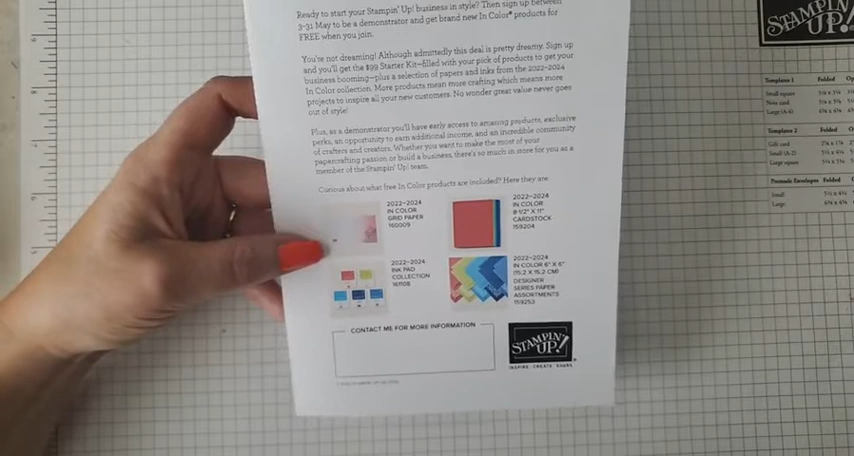 Ready to start your Stampin' Up! business in style? Then sign up between
3–31 May to be a demonstrator and get brand new In Color® products for
FREE when you join.
You're not dreaming! Although admittedly this deal is pretty dreamy. Sign up
and you'll get the $99 Starter Kit—filled with your pick of products to get your
business booming—plus a selection of papers and inks from the 2022–2024
In Color collection. More products mean more crafting which means more
projects to inspire all your new customers. No wonder great value never goes
out of style!
Plus, as a demonstrator you'll have early access to amazing products, exclusive
perks, an opportunity to earn additional income, and an incredible community
of crafters and creators. Whether you want to make the most of your
papercrafting passion or build a business, there's so much in more for you as a
member of the Stampin' Up! team.
Curious about what free In Color products are included? Here they are:
2022–2024
IN COLOR
GRID PAPER
160009
2022–2024
IN COLOR
8-1/2" X 11"
CARDSTOCK
159204
2022–2024
INK PAD
COLLECTION
161108
2022–2024
IN COLOR 6" X 6"
(15.2 X 15.2 CM)
DESIGNER
SERIES PAPER
ASSORTMENTS
159253
CONTACT ME FOR MORE INFORMATION
STAMPIN'
UP!
INSPIRE · CREATE · SHARE
STAMPIN'
UP!
Template 1 Folded
Small square
Note card
Large (A-6)
Template 2 Folded
Gift card
Small (A-2)
Large square
Premade Envelopes Folded
Small
Large